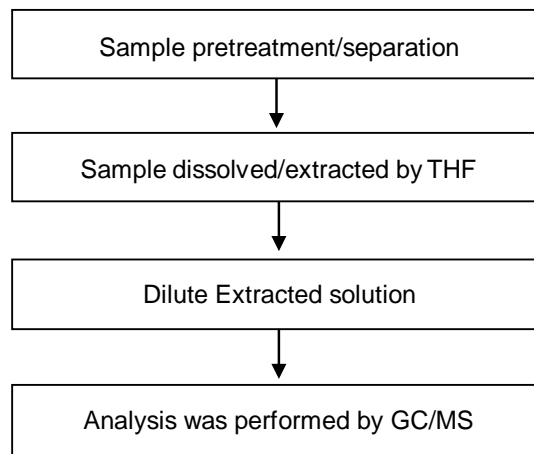 Sample pretreatment/separation
Sample dissolved/extracted by THF
Dilute Extracted solution
Analysis was performed by GC/MS